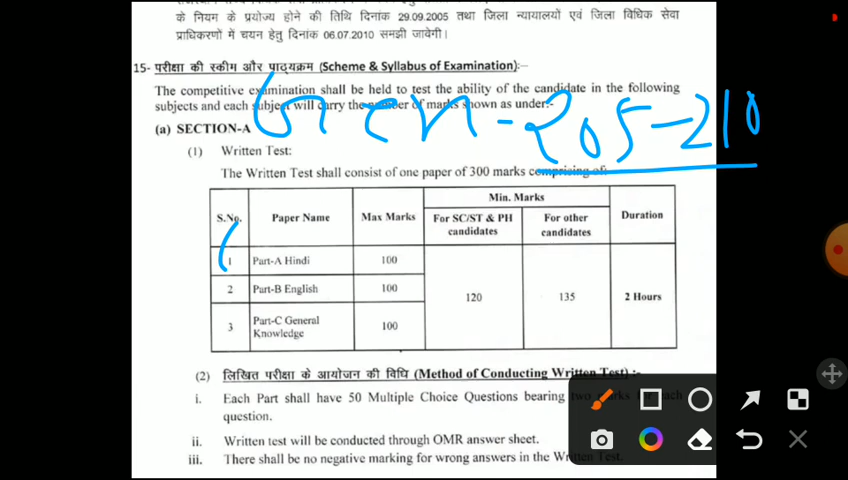 के नियम के प्रयोज्य होने की तिथि दिनांक 29.09.2005 तथा जिला न्यायालयों एवं जिला विधिक सेवा
प्राधिकरणों में चयन हेतु दिनांक 06.07.2010 समझी जावेगी।
15- परीक्षा की स्कीम और पाठ्यक्रम (Scheme & Syllabus of Examination):-
The competitive examination shall be held to test the ability of the candidate in the following
subjects and each subject will carry the number of marks shown as under:-
Gen - 205-210
(a) SECTION-A
(1) Written Test:
The Written Test shall consist of one paper of 300 marks comprising of:
S.No. Paper Name Max Marks Min. Marks Duration
For SC/ST & PH candidates For other candidates
1 Part-A Hindi 100
2 Part-B English 100 120 135 2 Hours
3 Part-C General Knowledge 100
(2) लिखित परीक्षा के आयोजन की विधि (Method of Conducting Written Test) :-
i. Each Part shall have 50 Multiple Choice Questions bearing two marks for each
question.
ii. Written test will be conducted through OMR answer sheet.
iii. There shall be no negative marking for wrong answers in the Written Test.